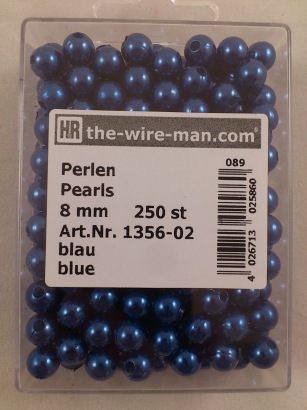 HR the-wire-man.com®
089
Perlen
Pearls
8 mm 250 st
Art.Nr. 1356-02
blau
blue
4 026713 025860